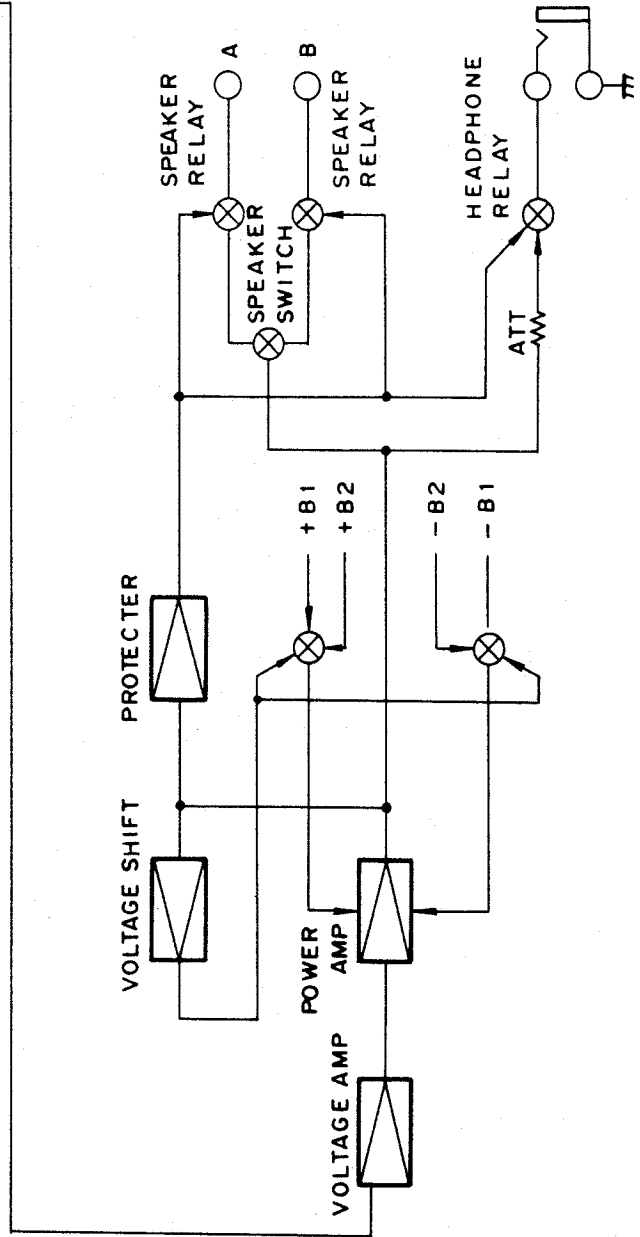 SPEAKER
RELAY
A
B
SPEAKER
RELAY
SPEAKER
SWITCH
HEADPHONE
RELAY
ATT
+B1
+B2
-B2
-B1
PROTECTER
VOLTAGE SHIFT
POWER
AMP
VOLTAGE AMP